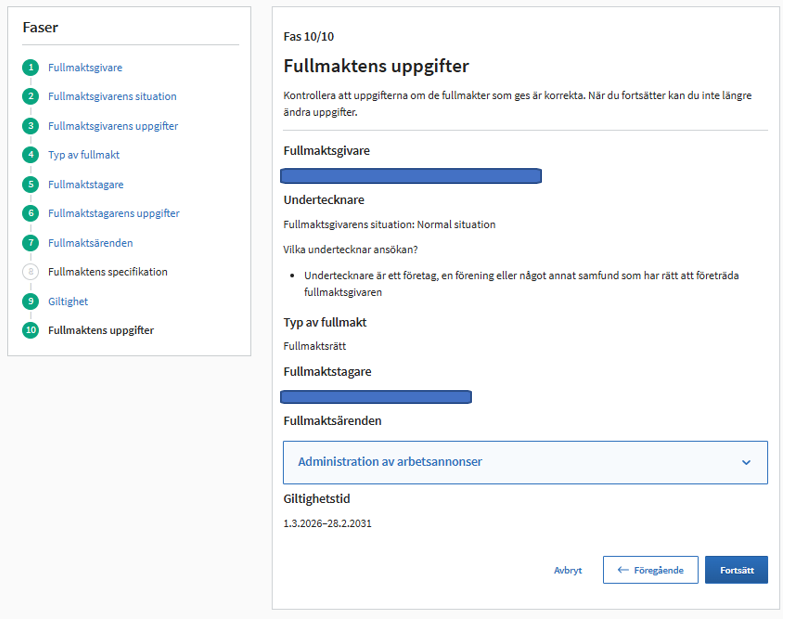 Faser
1 Fullmaktsgivare
2 Fullmaktsgivarens situation
3 Fullmaktsgivarens uppgifter
4 Typ av fullmakt
5 Fullmaktstagare
6 Fullmaktstagarens uppgifter
7 Fullmaktsärenden
8 Fullmaktens specifikation
9 Giltighet
10 Fullmaktens uppgifter
Fas 10/10
Fullmaktens uppgifter
Kontrollera att uppgifterna om de fullmakter som ges är korrekta. När du fortsätter kan du inte längre
ändra uppgifter.
Fullmaktsgivare
Undertecknare
Fullmaktsgivarens situation: Normal situation
Vilka undertecknar ansökan?
• Undertecknare är ett företag, en förening eller något annat samfund som har rätt att företräda
fullmaktsgivaren
Typ av fullmakt
Fullmaktsrätt
Fullmaktstagare
Fullmaktsärenden
Administration av arbetsannonser
Giltighetstid
1.3.2026–28.2.2031
Avbryt
← Föregående
Fortsätt